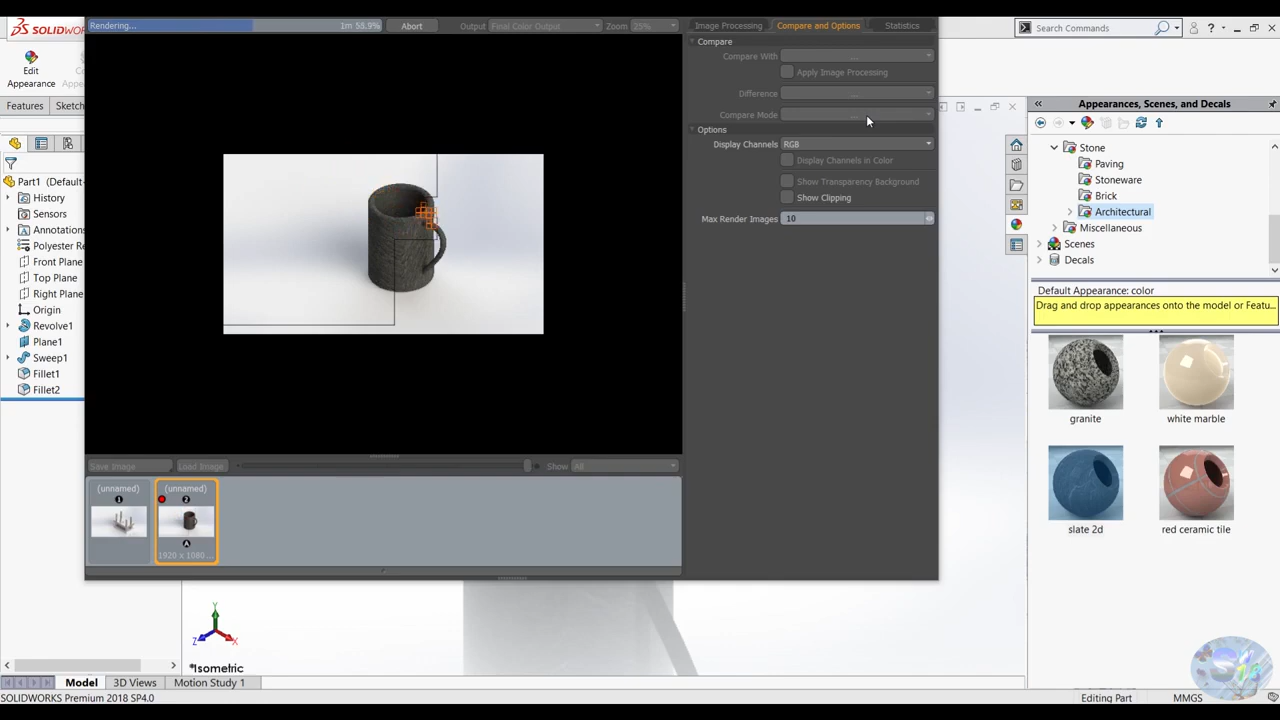 Rendering...
1m 58.9%
Abort
Output
Final Color Output
Zoom
25%
Image Processing
Compare and Options
Statistics
SOLIDWO
Search Commands
?
Edit
Appearance
Features
Sketch
Compare
Compare With
...
Apply Image Processing
Difference
...
Compare Mode
...
Options
Display Channels
RGB
Display Channels in Color
Show Transparency Background
Show Clipping
Max Render Images
10
Part1 (Default-
History
Sensors
Annotations
Polyester Re
Front Plane
Top Plane
Right Plane
Origin
Revolve1
Plane1
Sweep1
Fillet1
Fillet2
Save Image
Load Image
Show
All
(unnamed)
1
(unnamed)
2
A
1920 x 1080 ...
Appearances, Scenes, and Decals
Stone
Paving
Stoneware
Brick
Architectural
Miscellaneous
Scenes
Decals
Default Appearance: color
Drag and drop appearances onto the model or Featu...
granite
white marble
slate 2d
red ceramic tile
Y
Z
X
*Isometric
Model
3D Views
Motion Study 1
SOLIDWORKS Premium 2018 SP4.0
Editing Part
MMGS